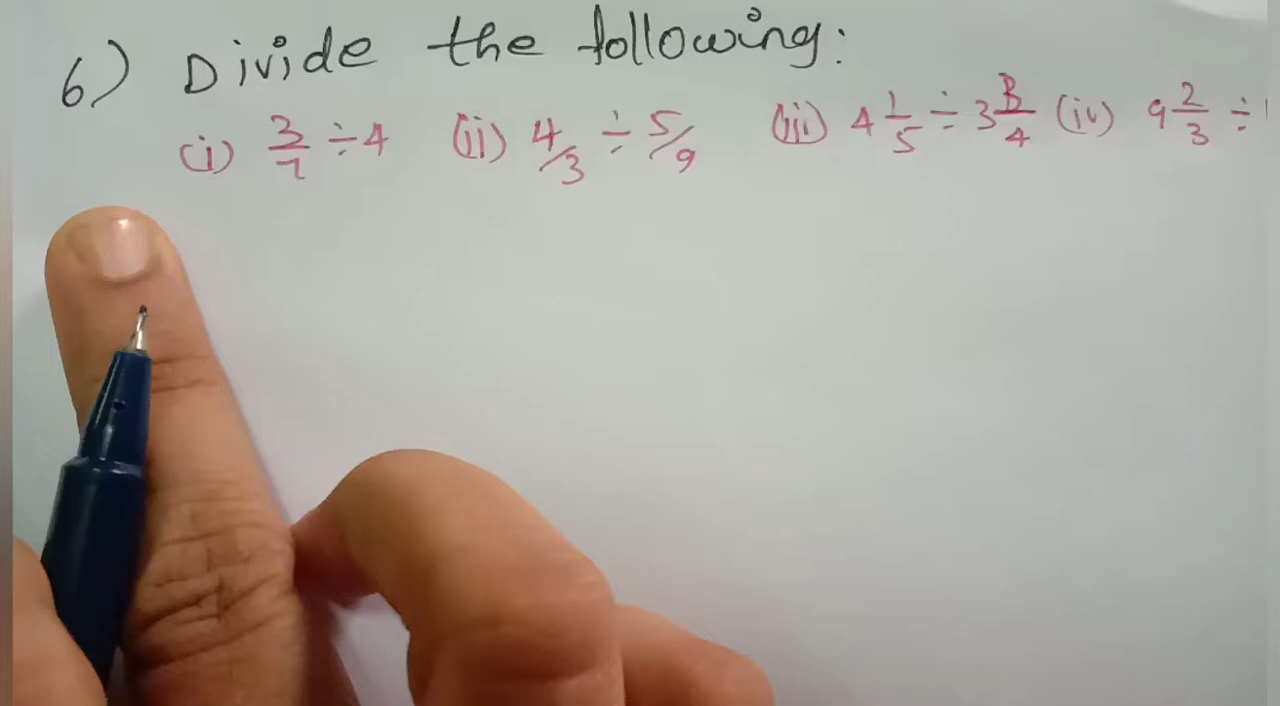 6) Divide the following:
(i) 3/7 ÷ 4 (ii) 4/3 ÷ 5/9 (iii) 4 1/5 ÷ 3 3/4 (iv) 9 2/3 ÷